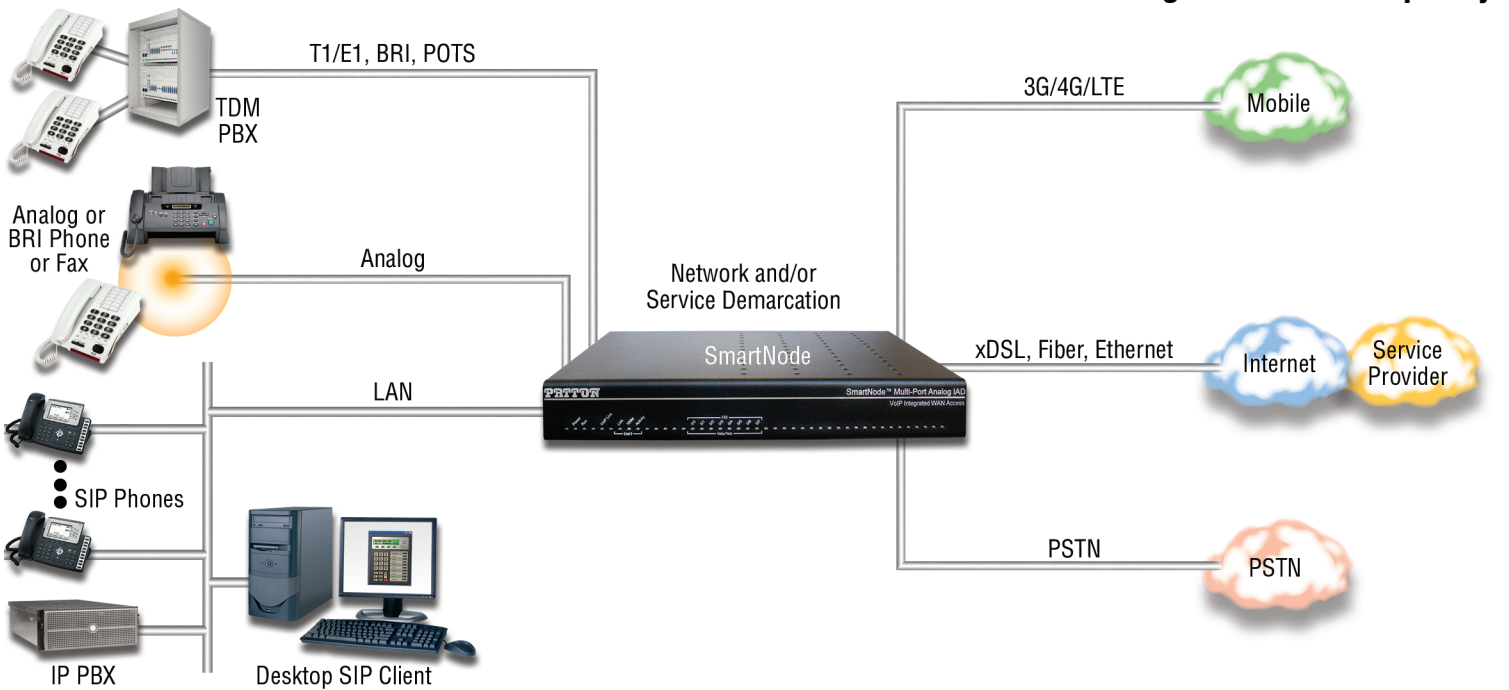 T1/E1, BRI, POTS
TDM
PBX
Analog or
BRI Phone
or Fax
Analog
LAN
SIP Phones
IP PBX
Desktop SIP Client
Network and/or
Service Demarcation
SmartNode
PATTON
SmartNode™ Multi-Port Analog IAD
VoIP Integrated WAN Access
3G/4G/LTE
Mobile
xDSL, Fiber, Ethernet
Internet
Service
Provider
PSTN
PSTN